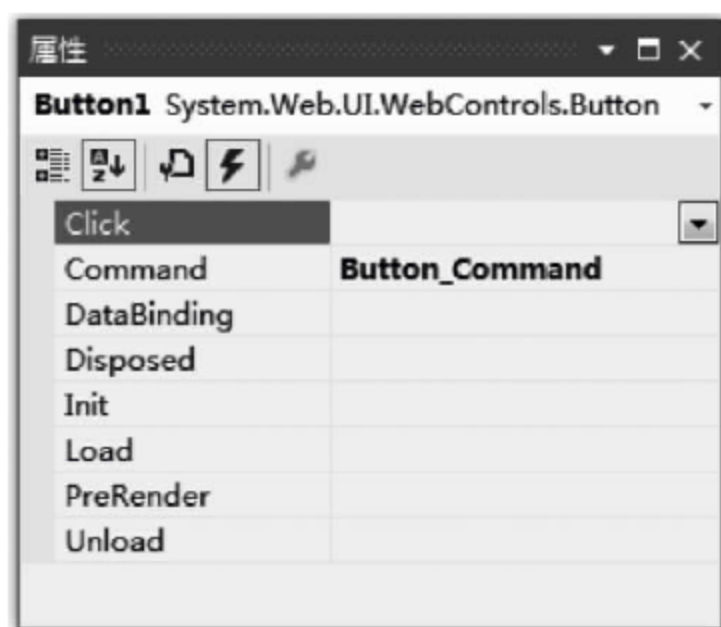 属性
Button1 System.Web.UI.WebControls.Button
Click
Command Button_Command
DataBinding
Disposed
Init
Load
PreRender
Unload